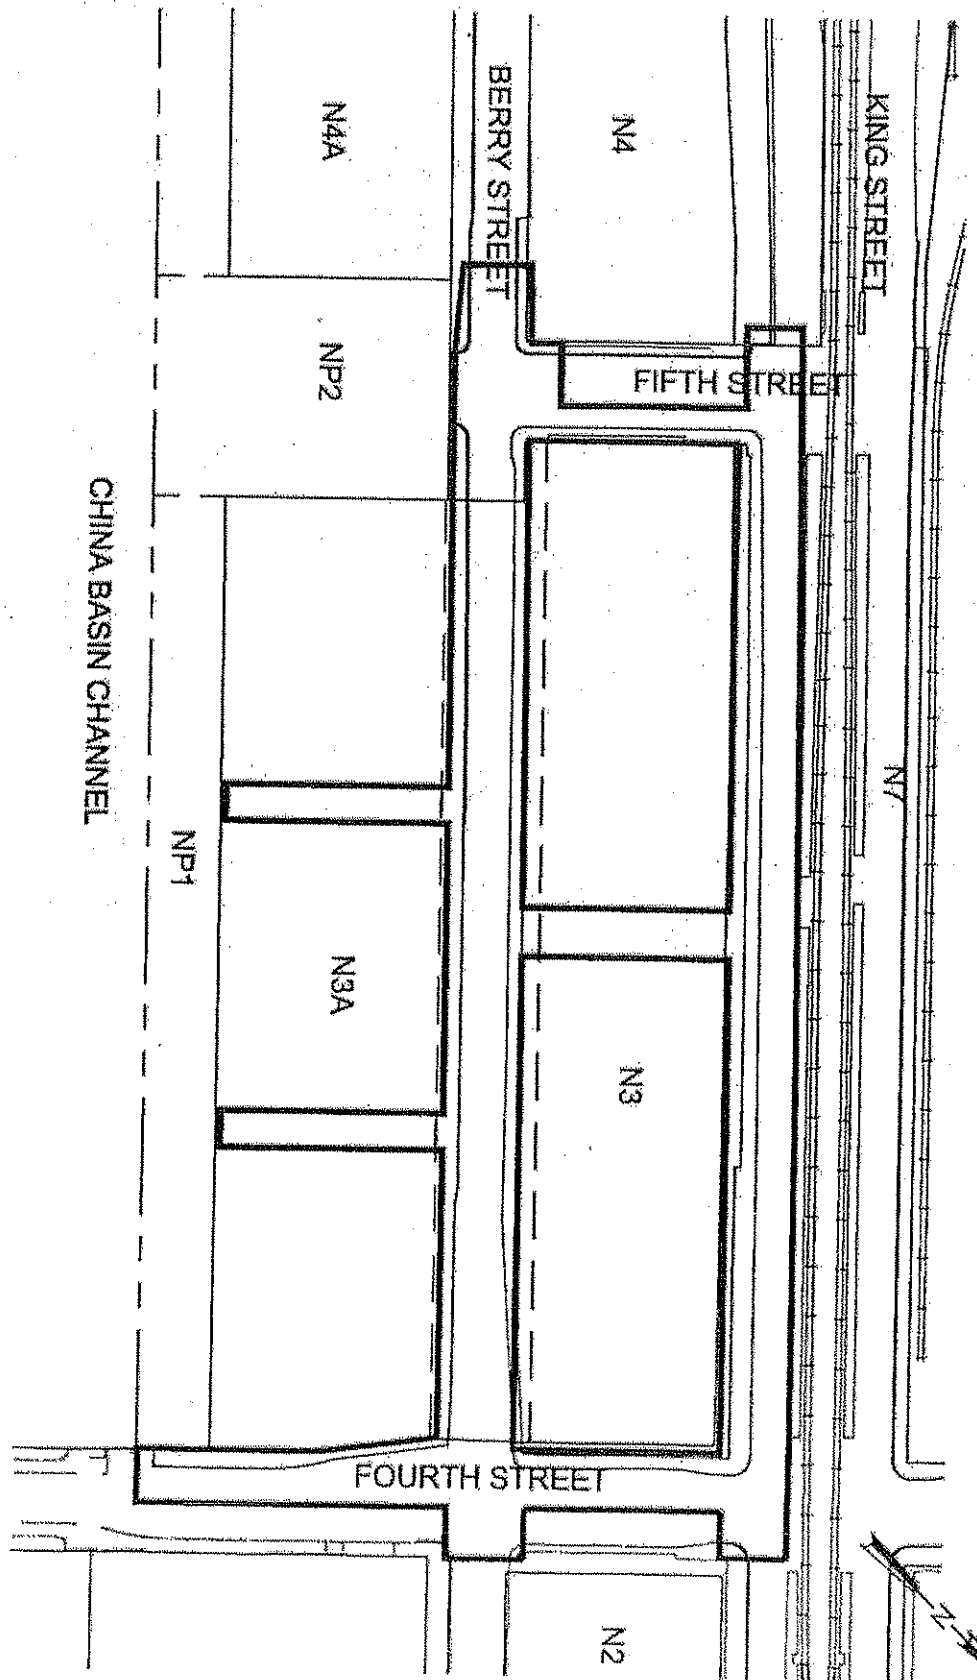 KING STREET
BERRY STREET
N4
N4A
FIFTH STREET
NP2
CHINA BASIN CHANNEL
N7
NP1
N3A
N3
FOURTH STREET
N2
N